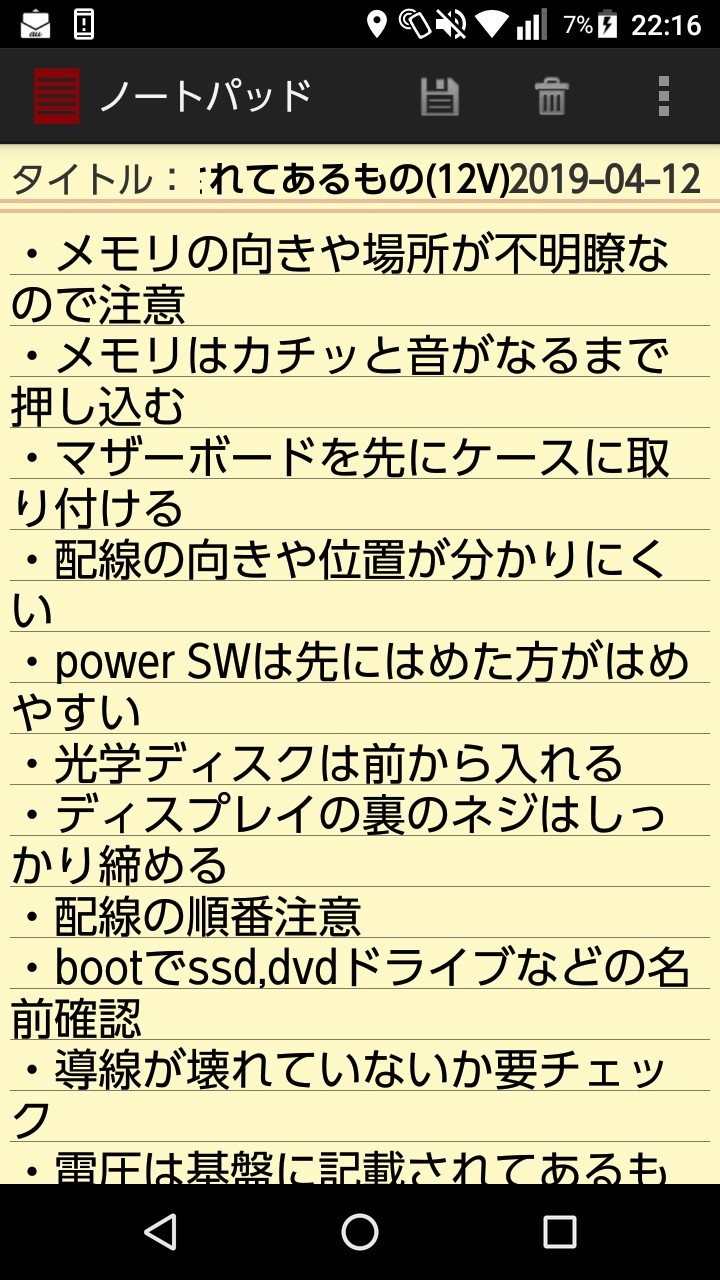 au
7%
22:16
ノートパッド
タイトル：
れてあるもの(12V)
2019-04-12
・メモリの向きや場所が不明瞭な
ので注意
・メモリはカチッと音がなるまで
押し込む
・マザーボードを先にケースに取
り付ける
・配線の向きや位置が分かりにく
い
・power SWは先にはめた方がはめ
やすい
・光学ディスクは前から入れる
・ディスプレイの裏のネジはしっ
かり締める
・配線の順番注意
・bootでssd,dvdドライブなどの名
前確認
・導線が壊れていないか要チェッ
ク
・電圧は基盤に記載されてあるも